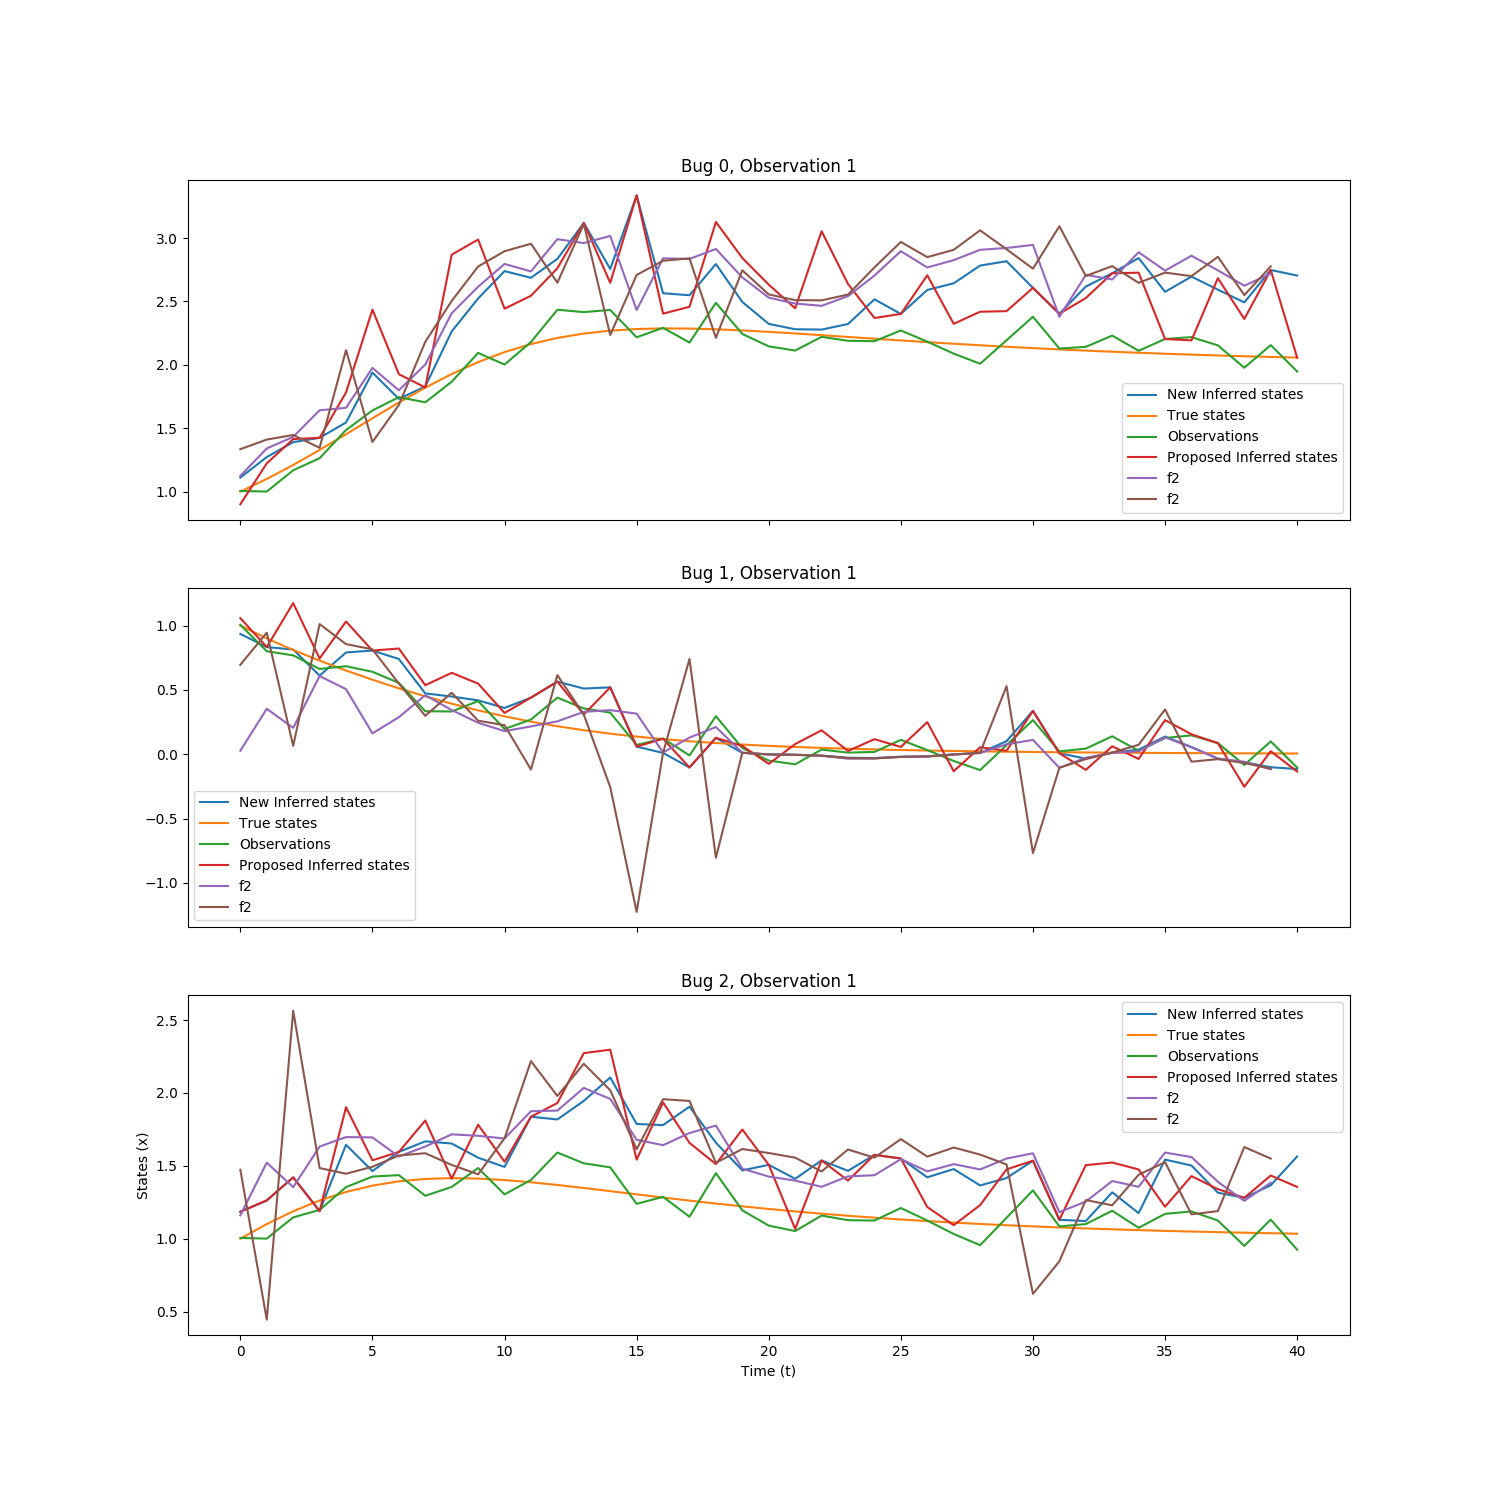 Bug 0, Observation 1
3.0
2.5
2.0
1.5
1.0
New Inferred states
True states
Observations
Proposed Inferred states
f2
f2
Bug 1, Observation 1
1.0
0.5
0.0
−0.5
−1.0
New Inferred states
True states
Observations
Proposed Inferred states
f2
f2
Bug 2, Observation 1
2.5
2.0
1.5
1.0
0.5
States (x)
New Inferred states
True states
Observations
Proposed Inferred states
f2
f2
0 5 10 15 20 25 30 35 40
Time (t)